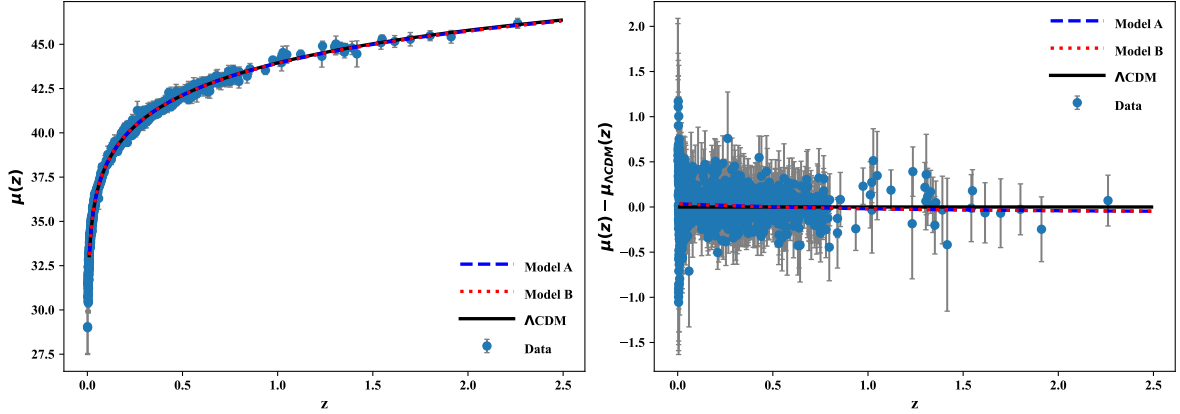 μ(z)
45.0
42.5
40.0
37.5
35.0
32.5
30.0
27.5
Model A
Model B
ΛCDM
Data
0.0 0.5 1.0 1.5 2.0 2.5
z
μ(z) − μΛCDM(z)
2.0
1.5
1.0
0.5
0.0
−0.5
−1.0
−1.5
Model A
Model B
ΛCDM
Data
0.0 0.5 1.0 1.5 2.0 2.5
z